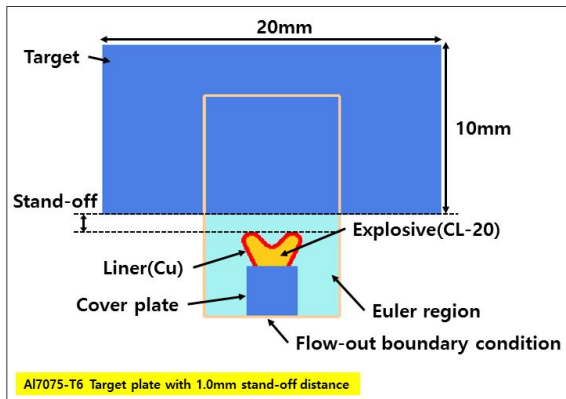 20mm
Target
10mm
Stand-off
Explosive(CL-20)
Liner(Cu)
Cover plate
Euler region
Flow-out boundary condition
Al7075-T6 Target plate with 1.0mm stand-off distance